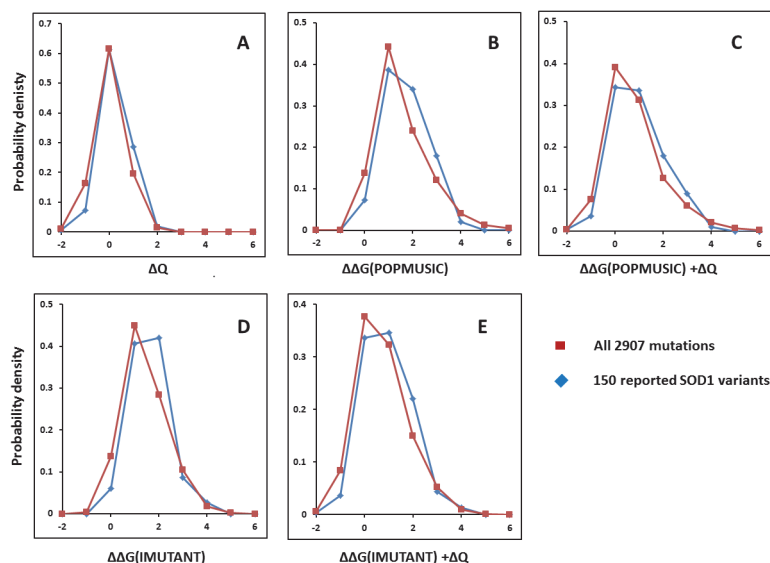 A
B
C
0.7
0.6
0.5
0.4
0.3
0.2
0.1
0
-2 0 2 4 6
Probability denisty
ΔQ
0.5
0.4
0.3
0.2
0.1
0
-2 0 2 4 6
ΔΔG(POPMUSIC)
0.5
0.4
0.3
0.2
0.1
0
-2 0 2 4 6
ΔΔG(POPMUSIC) +ΔQ
D
E
0.5
0.4
0.3
0.2
0.1
0
-2 0 2 4 6
Probability density
ΔΔG(IMUTANT)
0.4
0.3
0.2
0.1
0
-2 0 2 4 6
ΔΔG(IMUTANT) +ΔQ
All 2907 mutations
150 reported SOD1 variants